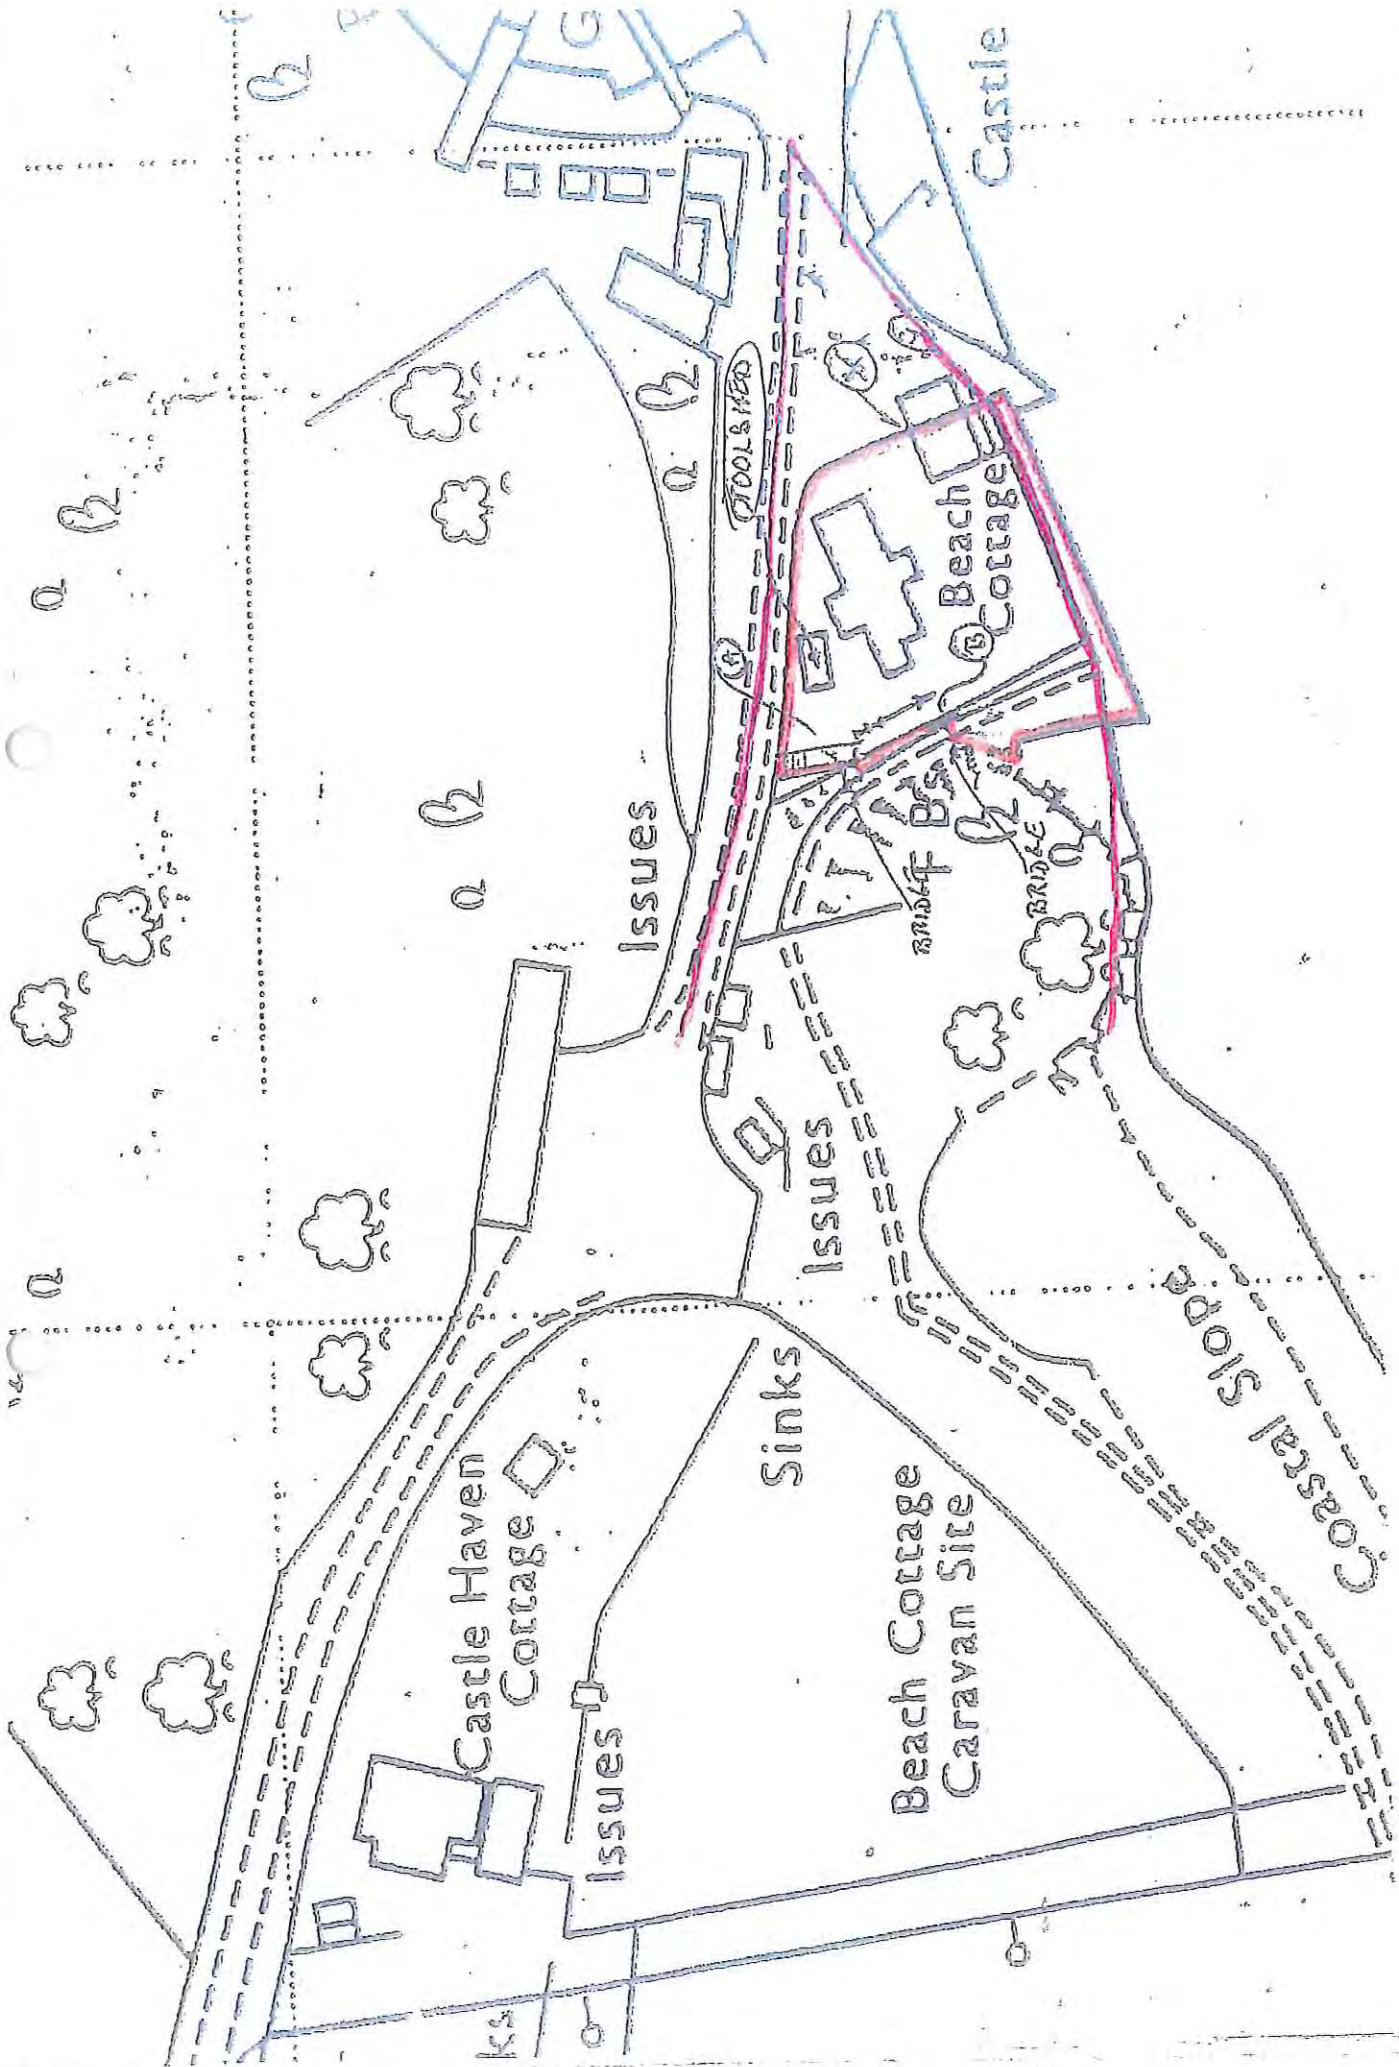 Castle
TOOLSHED
Beach
Cottage
A
B
X
F B
BRIDGE
BRIDGE
Issues
Issues
Sinks
Castle Haven
Cottage
Beach Cottage
Caravan Site
Issues
Coastal Slope
ks
G